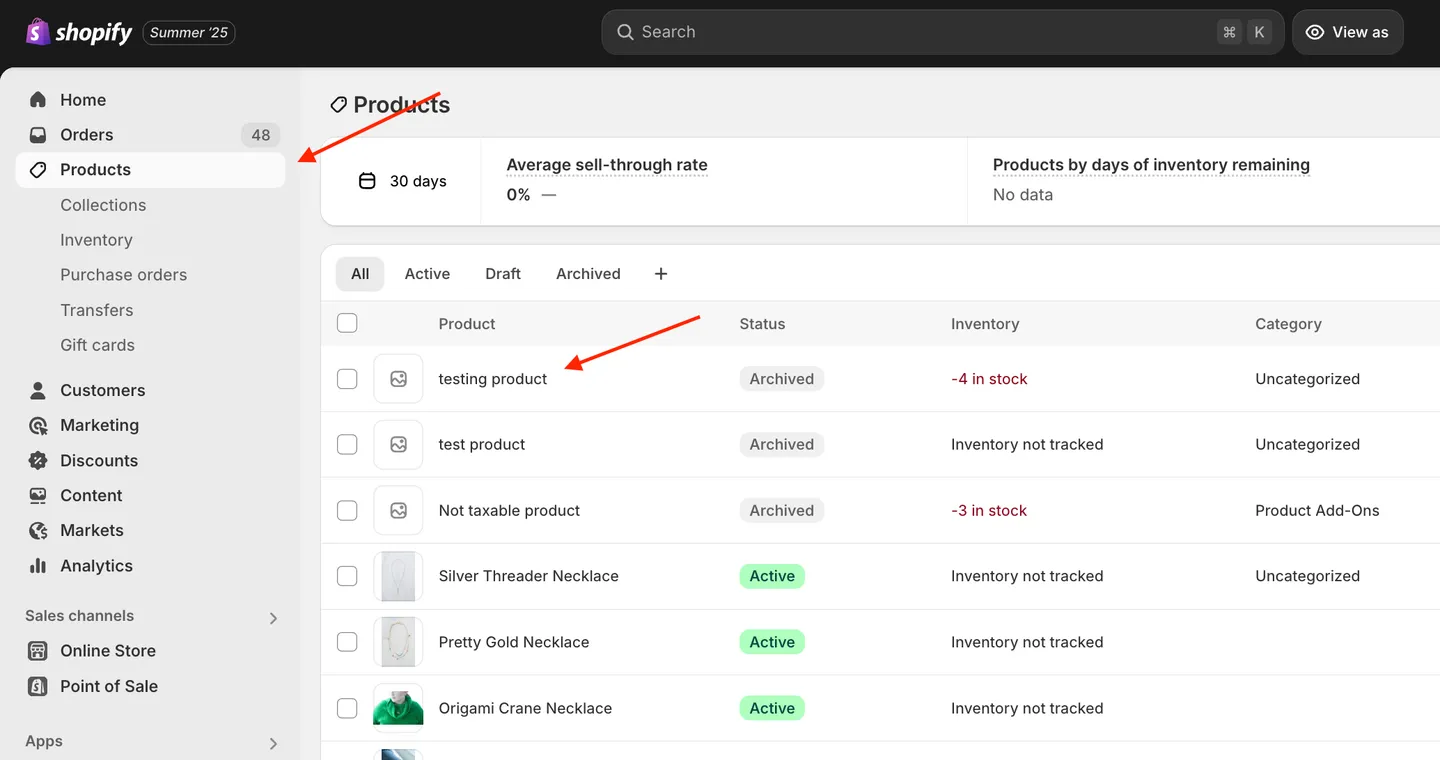 shopify Summer '25
Search ⌘ K
View as
Home
Orders 48
Products
Collections
Inventory
Purchase orders
Transfers
Gift cards
Customers
Marketing
Discounts
Content
Markets
Analytics
Sales channels
Online Store
Point of Sale
Apps
Products
30 days
Average sell-through rate
0% —
Products by days of inventory remaining
No data
All Active Draft Archived +
Product Status Inventory Category
testing product Archived -4 in stock Uncategorized
test product Archived Inventory not tracked Uncategorized
Not taxable product Archived -3 in stock Product Add-Ons
Silver Threader Necklace Active Inventory not tracked Uncategorized
Pretty Gold Necklace Active Inventory not tracked
Origami Crane Necklace Active Inventory not tracked